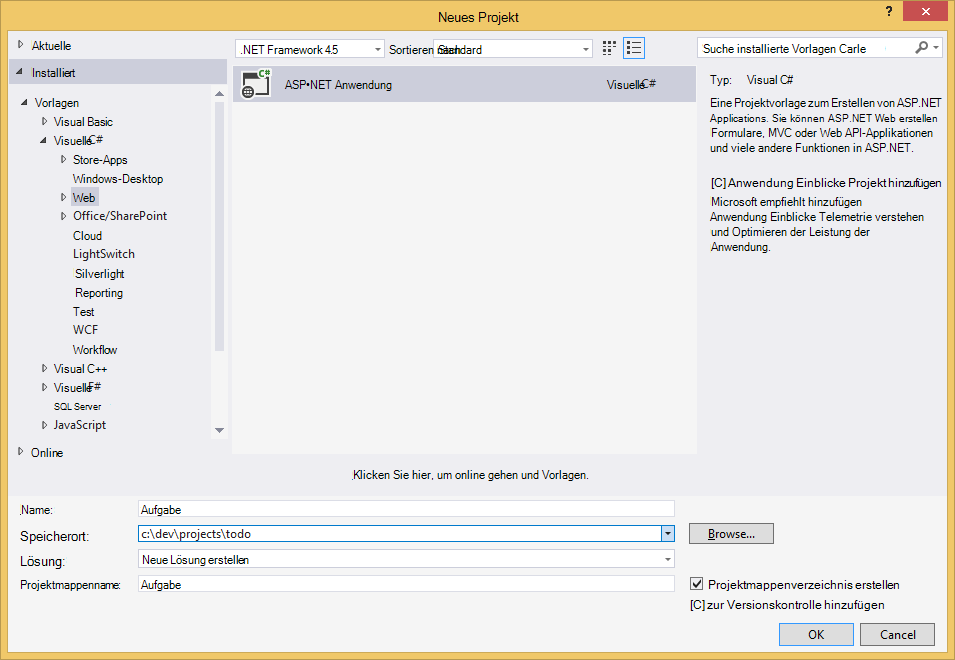 Neues Projekt
?
Aktuelle
Installiert
Vorlagen
Visual Basic
Visuelle C#
Store-Apps
Windows-Desktop
Web
Office/SharePoint
Cloud
LightSwitch
Silverlight
Reporting
Test
WCF
Workflow
Visual C++
Visuelle F#
SQL Server
JavaScript
Online
.NET Framework 4.5
Sortieren nach Standard
C#
ASP•NET Anwendung
Visuelle C#
Klicken Sie hier, um online gehen und Vorlagen.
Suche installierte Vorlagen Carle
Typ: Visual C#
Eine Projektvorlage zum Erstellen von ASP.NET
Applications. Sie können ASP.NET Web erstellen
Formulare, MVC oder Web API-Applikationen
und viele andere Funktionen in ASP.NET.
[C] Anwendung Einblicke Projekt hinzufügen
Microsoft empfiehlt hinzufügen
Anwendung Einblicke Telemetrie verstehen
und Optimieren der Leistung der
Anwendung.
Name: Aufgabe
Speicherort: c:\dev\projects\todo
Browse...
Lösung: Neue Lösung erstellen
Projektmappenname: Aufgabe
Projektmappenverzeichnis erstellen
[C] zur Versionskontrolle hinzufügen
OK
Cancel